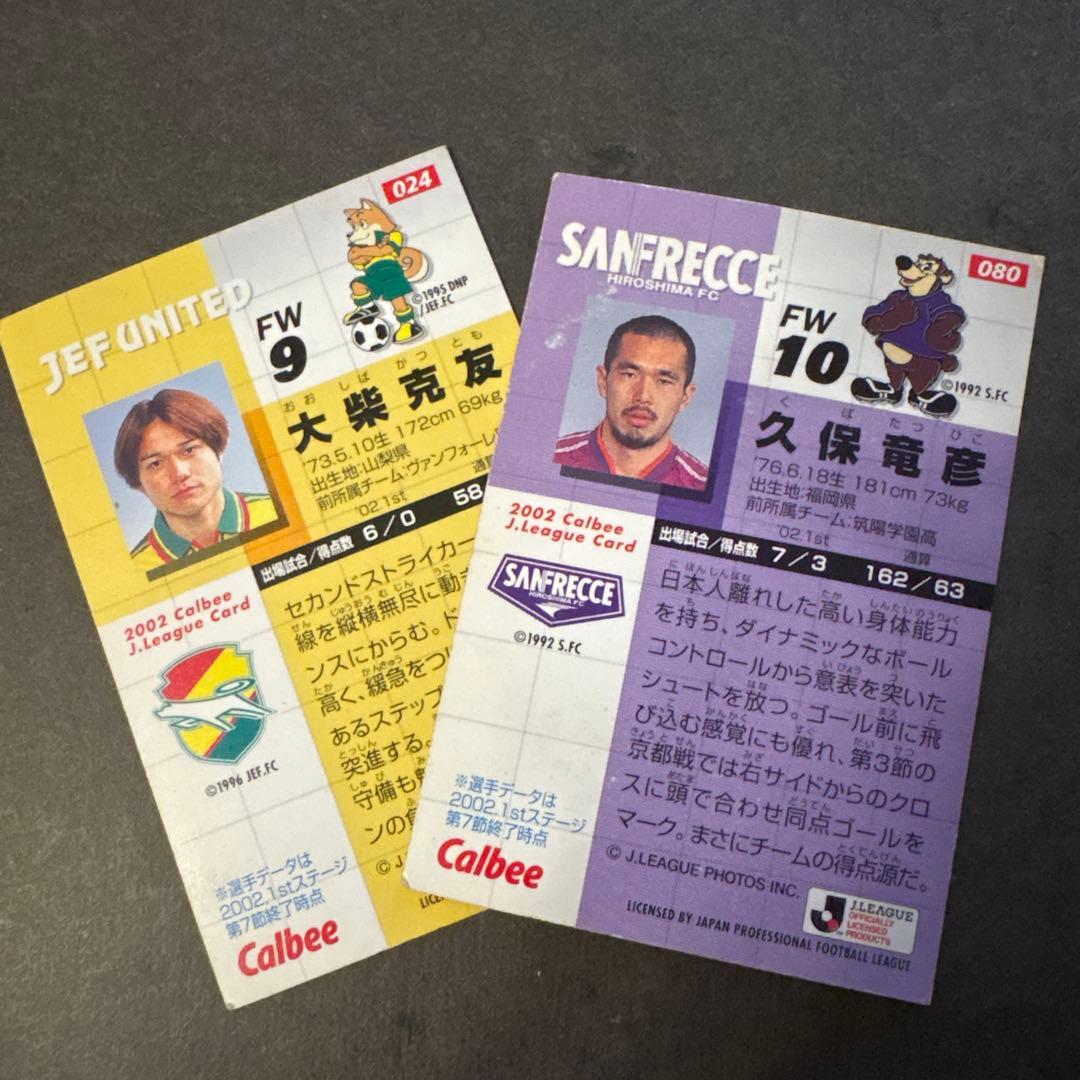 024
JEF UNITED
FW
9
©1995 DNP
/JEF.FC
おおしばかつとも
大柴克友
'73.5.10生 172cm 69kg
出生地:山梨県
前所属チーム:ヴァンフォーレ
'02.1st 通算
出場試合/得点数 6/0 58
2002 Calbee
J.League Card
©1996 JEF.FC
セカンドストライカー
線を縦横無尽に動き
ンスにからむ。
高く、緩急をつ
あるステップ
突進する。
守備も
ンの
※選手データは
2002.1stステージ
第7節終了時点
Calbee
© J.
LICEN
080
SANFRECCE
HIROSHIMA FC
FW
10
©1992 S.FC
くぼたつひこ
久保竜彦
'76.6.18生 181cm 73kg
出生地:福岡県
前所属チーム:筑陽学園高
'02.1st 通算
出場試合/得点数 7/3 162/63
2002 Calbee
J.League Card
SANFRECCE
HIROSHIMA FC
©1992 S.FC
日本人離れした高い身体能力
を持ち、ダイナミックなボール
コントロールから意表を突いた
シュートを放つ。ゴール前に飛
び込む感覚にも優れ、第3節の
京都戦では右サイドからのクロ
スに頭で合わせ同点ゴールを
マーク。まさにチームの得点源だ。
※選手データは
2002.1stステージ
第7節終了時点
Calbee
© J.LEAGUE PHOTOS INC.
J.LEAGUE
OFFICIALLY
LICENSED
PRODUCTS
LICENSED BY JAPAN PROFESSIONAL FOOTBALL LEAGUE